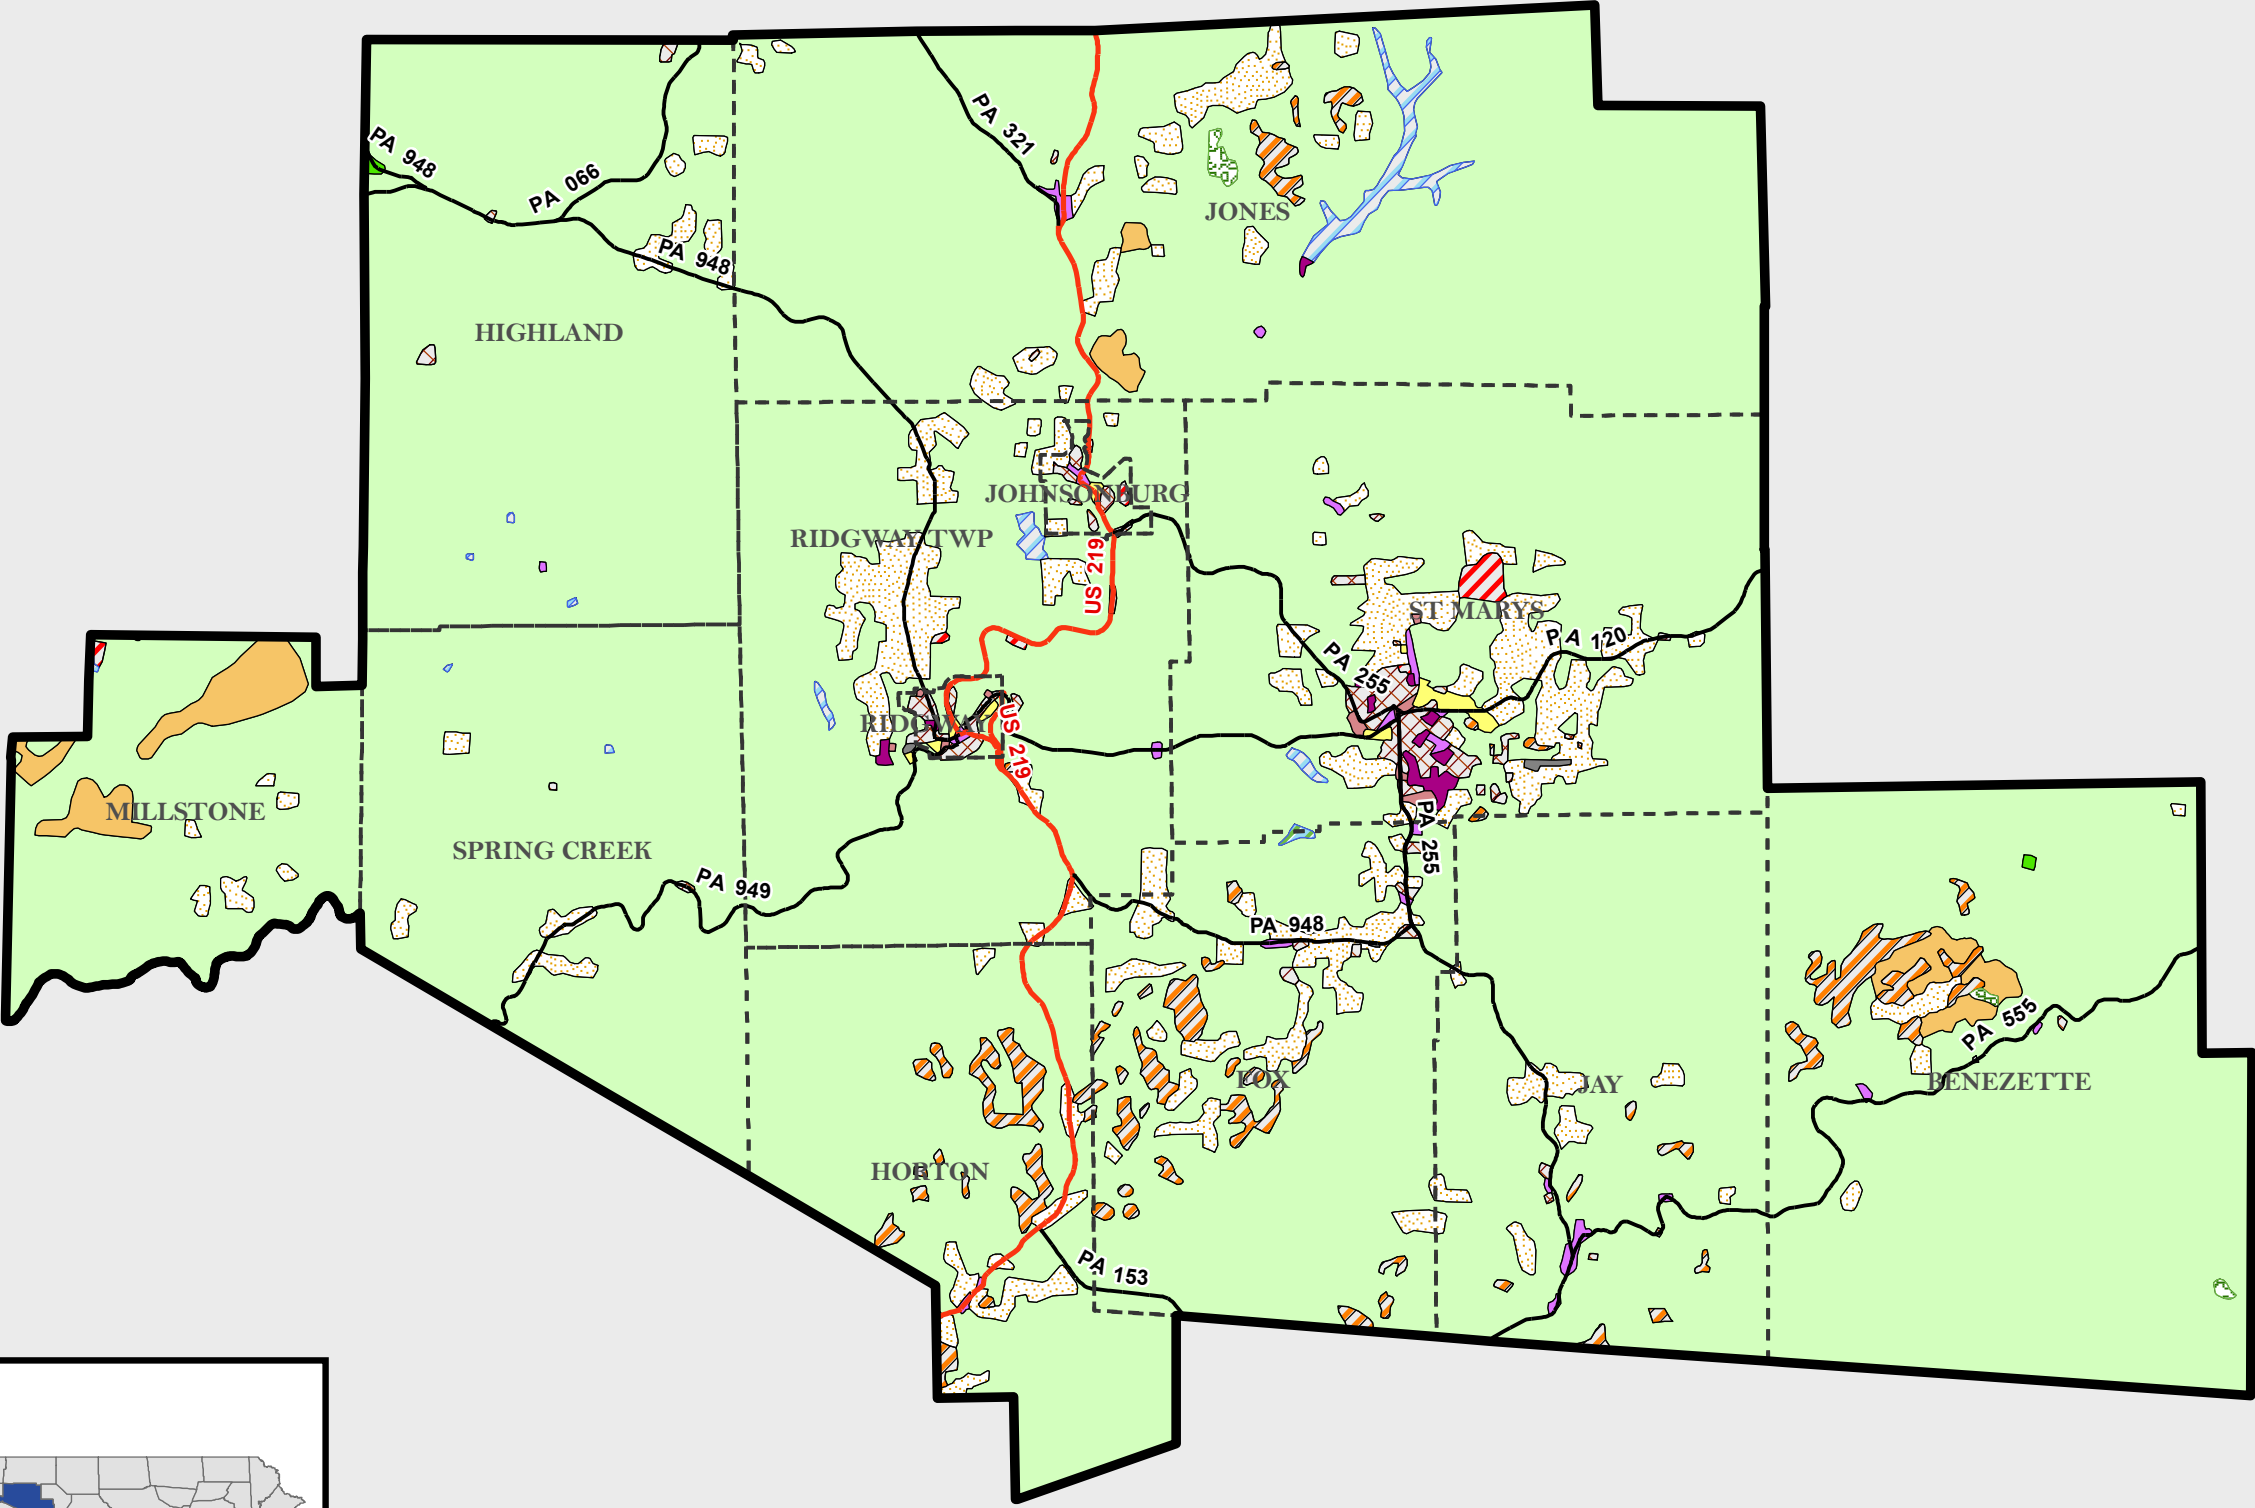 PA 321
PA 948
PA 066
JONES
PA 948
HIGHLAND
JOHNSONBURG
RIDGWAY TWP
US 219
ST MARYS
PA 120
PA 255
RIDGWAY
US 219
MILLSTONE
SPRING CREEK
PA 255
PA 949
PA 948
PA 555
FOX
JAY
BENEZETTE
HORTON
PA 153